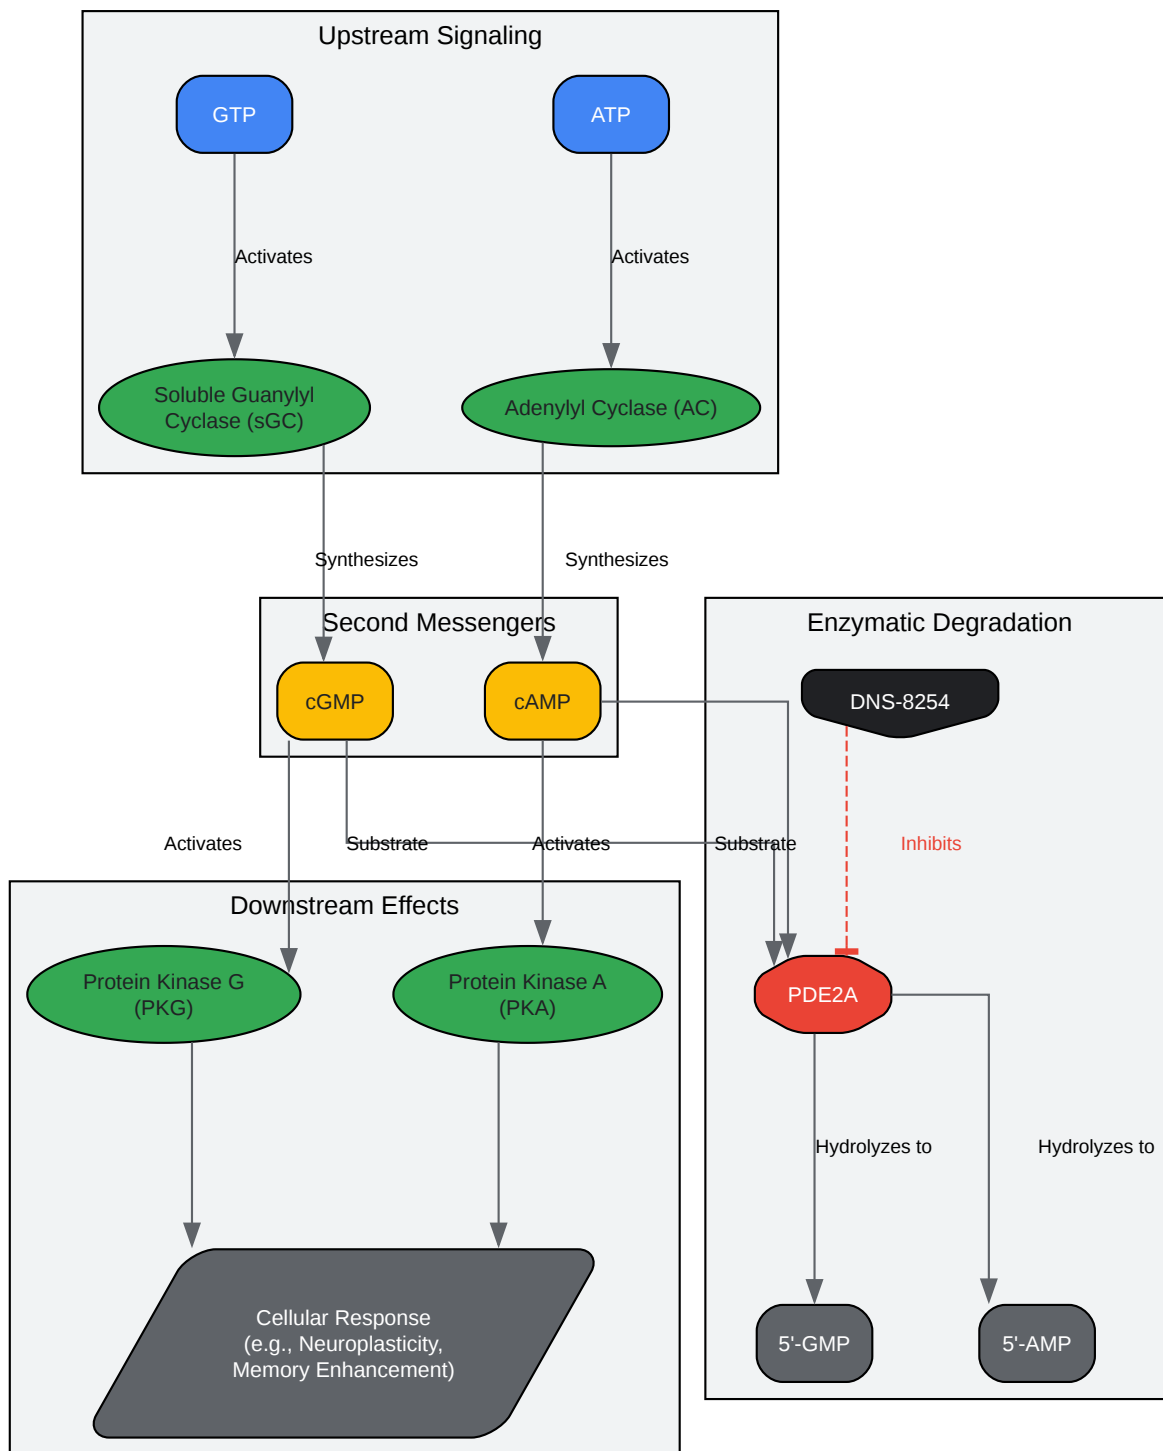 Upstream Signaling
GTP
ATP
Activates
Activates
Soluble Guanylyl
Cyclase (sGC)
Adenylyl Cyclase (AC)
Synthesizes
Synthesizes
Second Messengers
Enzymatic Degradation
cGMP
cAMP
DNS-8254
Activates
Substrate
Activates
Substrate
Inhibits
Downstream Effects
Protein Kinase G
(PKG)
Protein Kinase A
(PKA)
PDE2A
Hydrolyzes to
Hydrolyzes to
Cellular Response
(e.g., Neuroplasticity,
Memory Enhancement)
5'-GMP
5'-AMP